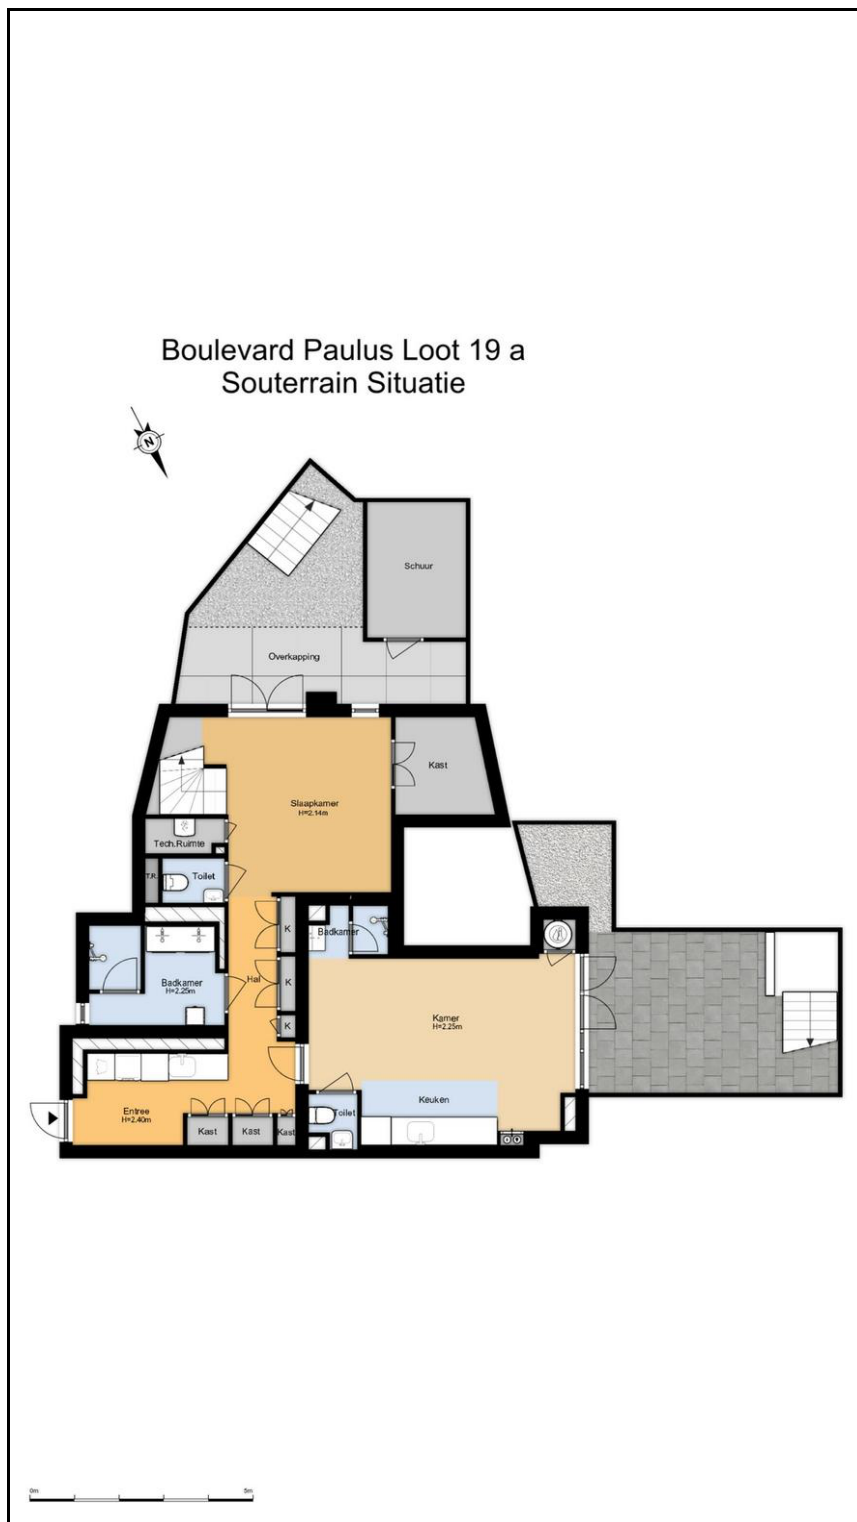 Boulevard Paulus Loot 19 a
Souterrain Situatie
N
Schuur
Overkapping
Slaapkamer
H=2.14m
Kast
Tech.Ruimte
T.R.
Toilet
K
Badkamer
Badkamer
H=2.25m
Hal
K
K
Kamer
H=2.25m
Keuken
Entree
H=2.40m
Toilet
Kast
Kast
Kast
0m
5m